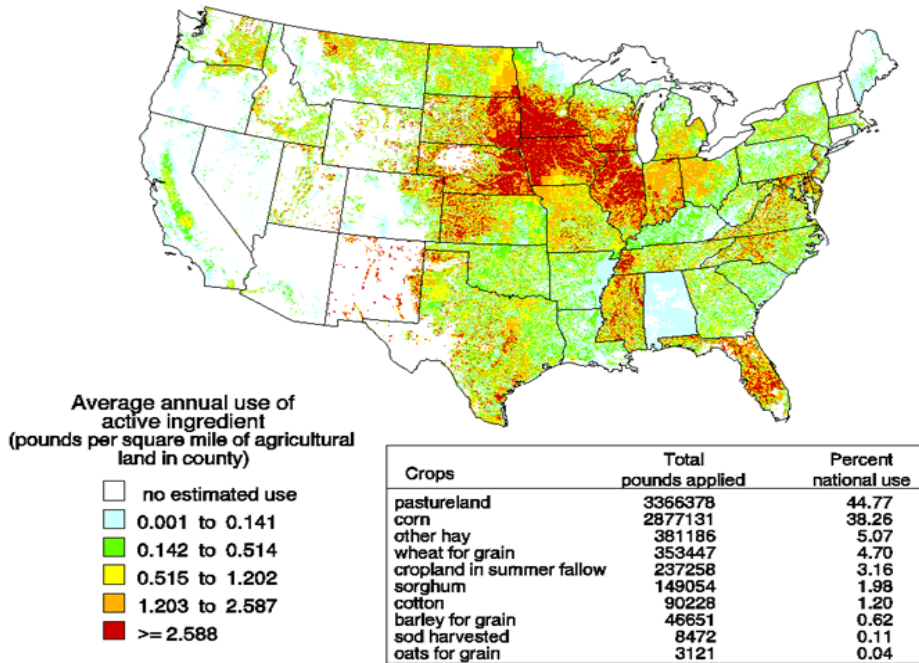 Average annual use of
active ingredient
(pounds per square mile of agricultural
land in county)
no estimated use
0.001 to 0.141
0.142 to 0.514
0.515 to 1.202
1.203 to 2.587
>= 2.588
Crops Total pounds applied Percent national use
pastureland 3366378 44.77
corn 2877131 38.26
other hay 381186 5.07
wheat for grain 353447 4.70
cropland in summer fallow 237258 3.16
sorghum 149054 1.98
cotton 90228 1.20
barley for grain 46651 0.62
sod harvested 8472 0.11
oats for grain 3121 0.04